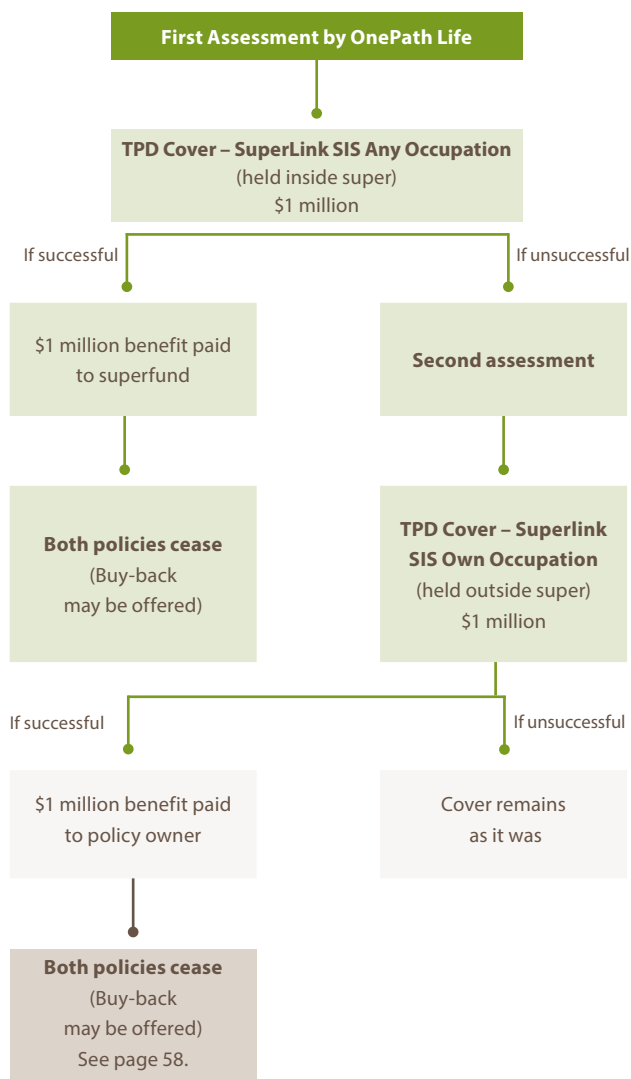 First Assessment by OnePath Life
TPD Cover – SuperLink SIS Any Occupation
(held inside super)
$1 million
If successful
If unsuccessful
$1 million benefit paid
to superfund
Second assessment
Both policies cease
(Buy-back
may be offered)
TPD Cover – Superlink
SIS Own Occupation
(held outside super)
$1 million
If successful
If unsuccessful
$1 million benefit paid
to policy owner
Cover remains
as it was
Both policies cease
(Buy-back
may be offered)
See page 58.